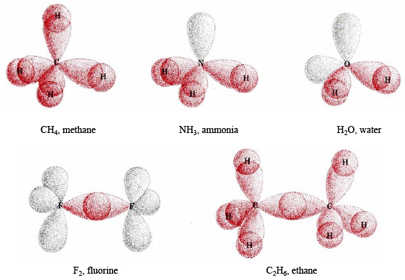 H
C
H
H
H
CH4, methane
N
H
H
H
NH3, ammonia
O
H
H
H2O, water
F F
F2, fluorine
H H
C C
H H
H H
C2H6, ethane